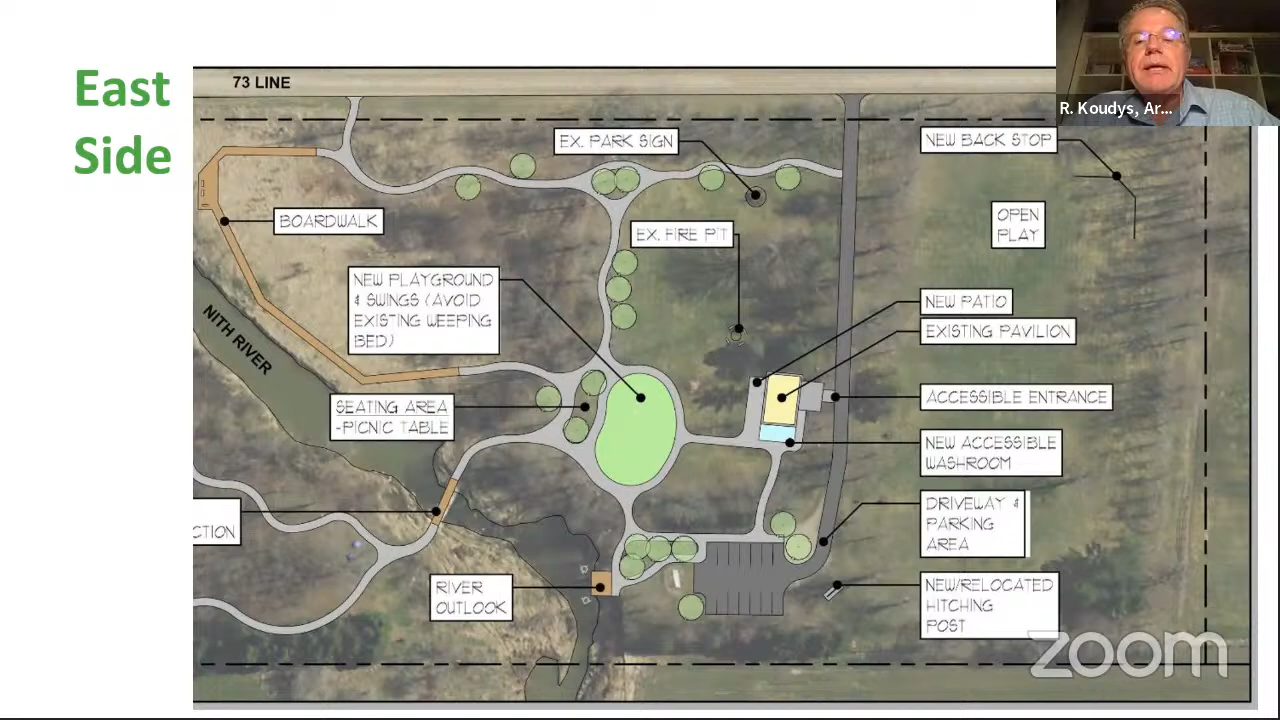 East
Side
73 LINE
R. Koudys, Ar...
EX. PARK SIGN
NEW BACK STOP
BOARDWALK
EX. FIRE PIT
OPEN
PLAY
NEW PLAYGROUND
& SWINGS (AVOID
EXISTING WEEPING
BED)
NITH RIVER
NEW PATIO
EXISTING PAVILION
SEATING AREA
-PICNIC TABLE
ACCESSIBLE ENTRANCE
NEW ACCESSIBLE
WASHROOM
CTION
DRIVEWAY &
PARKING
AREA
RIVER
OUTLOOK
NEW/RELOCATED
HITCHING
POST
zoom